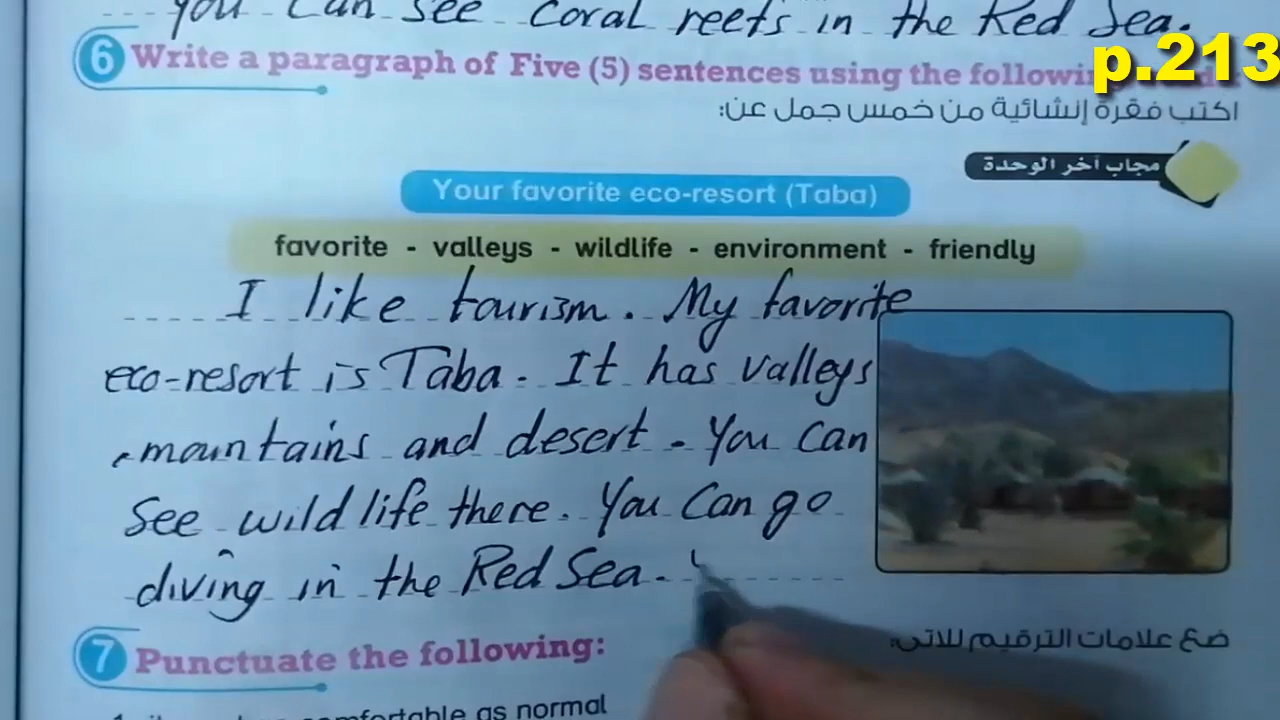 you can see coral reefs in the Red Sea.
p.213
6 Write a paragraph of Five (5) sentences using the following
اكتب فقرة إنشائية من خمس جمل عن:
مجاب آخر الوحدة
Your favorite eco-resort (Taba)
favorite - valleys - wildlife - environment - friendly
I like tourism. My favorite
eco-resort is Taba. It has valleys
, mountains and desert. You can
see wildlife there. You can go
diving in the Red Sea.
7 Punctuate the following:
ضع علامات الترقيم للآتي:
comfortable as normal